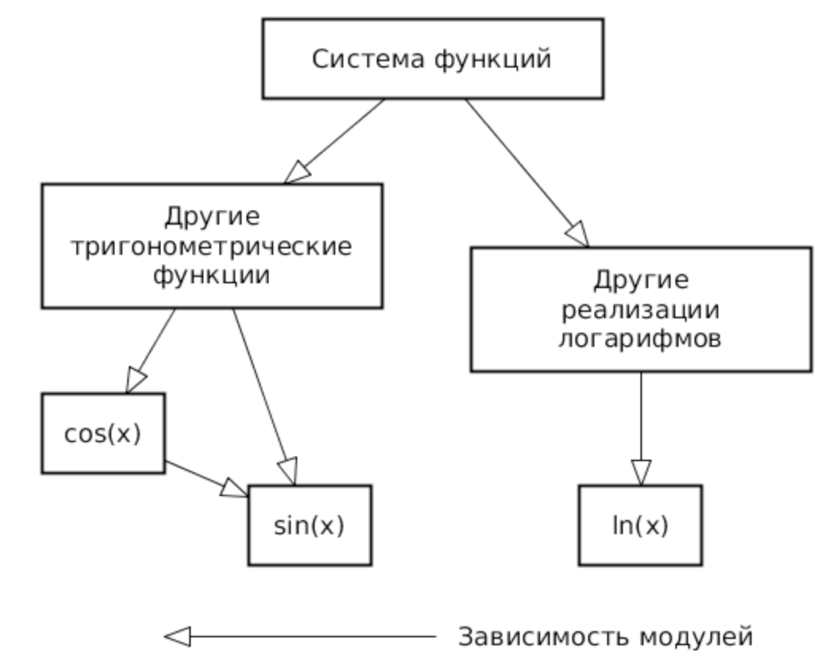 Система функций
Другие
тригонометрические
функции
Другие
реализации
логарифмов
cos(x)
sin(x)
ln(x)
Зависимость модулей